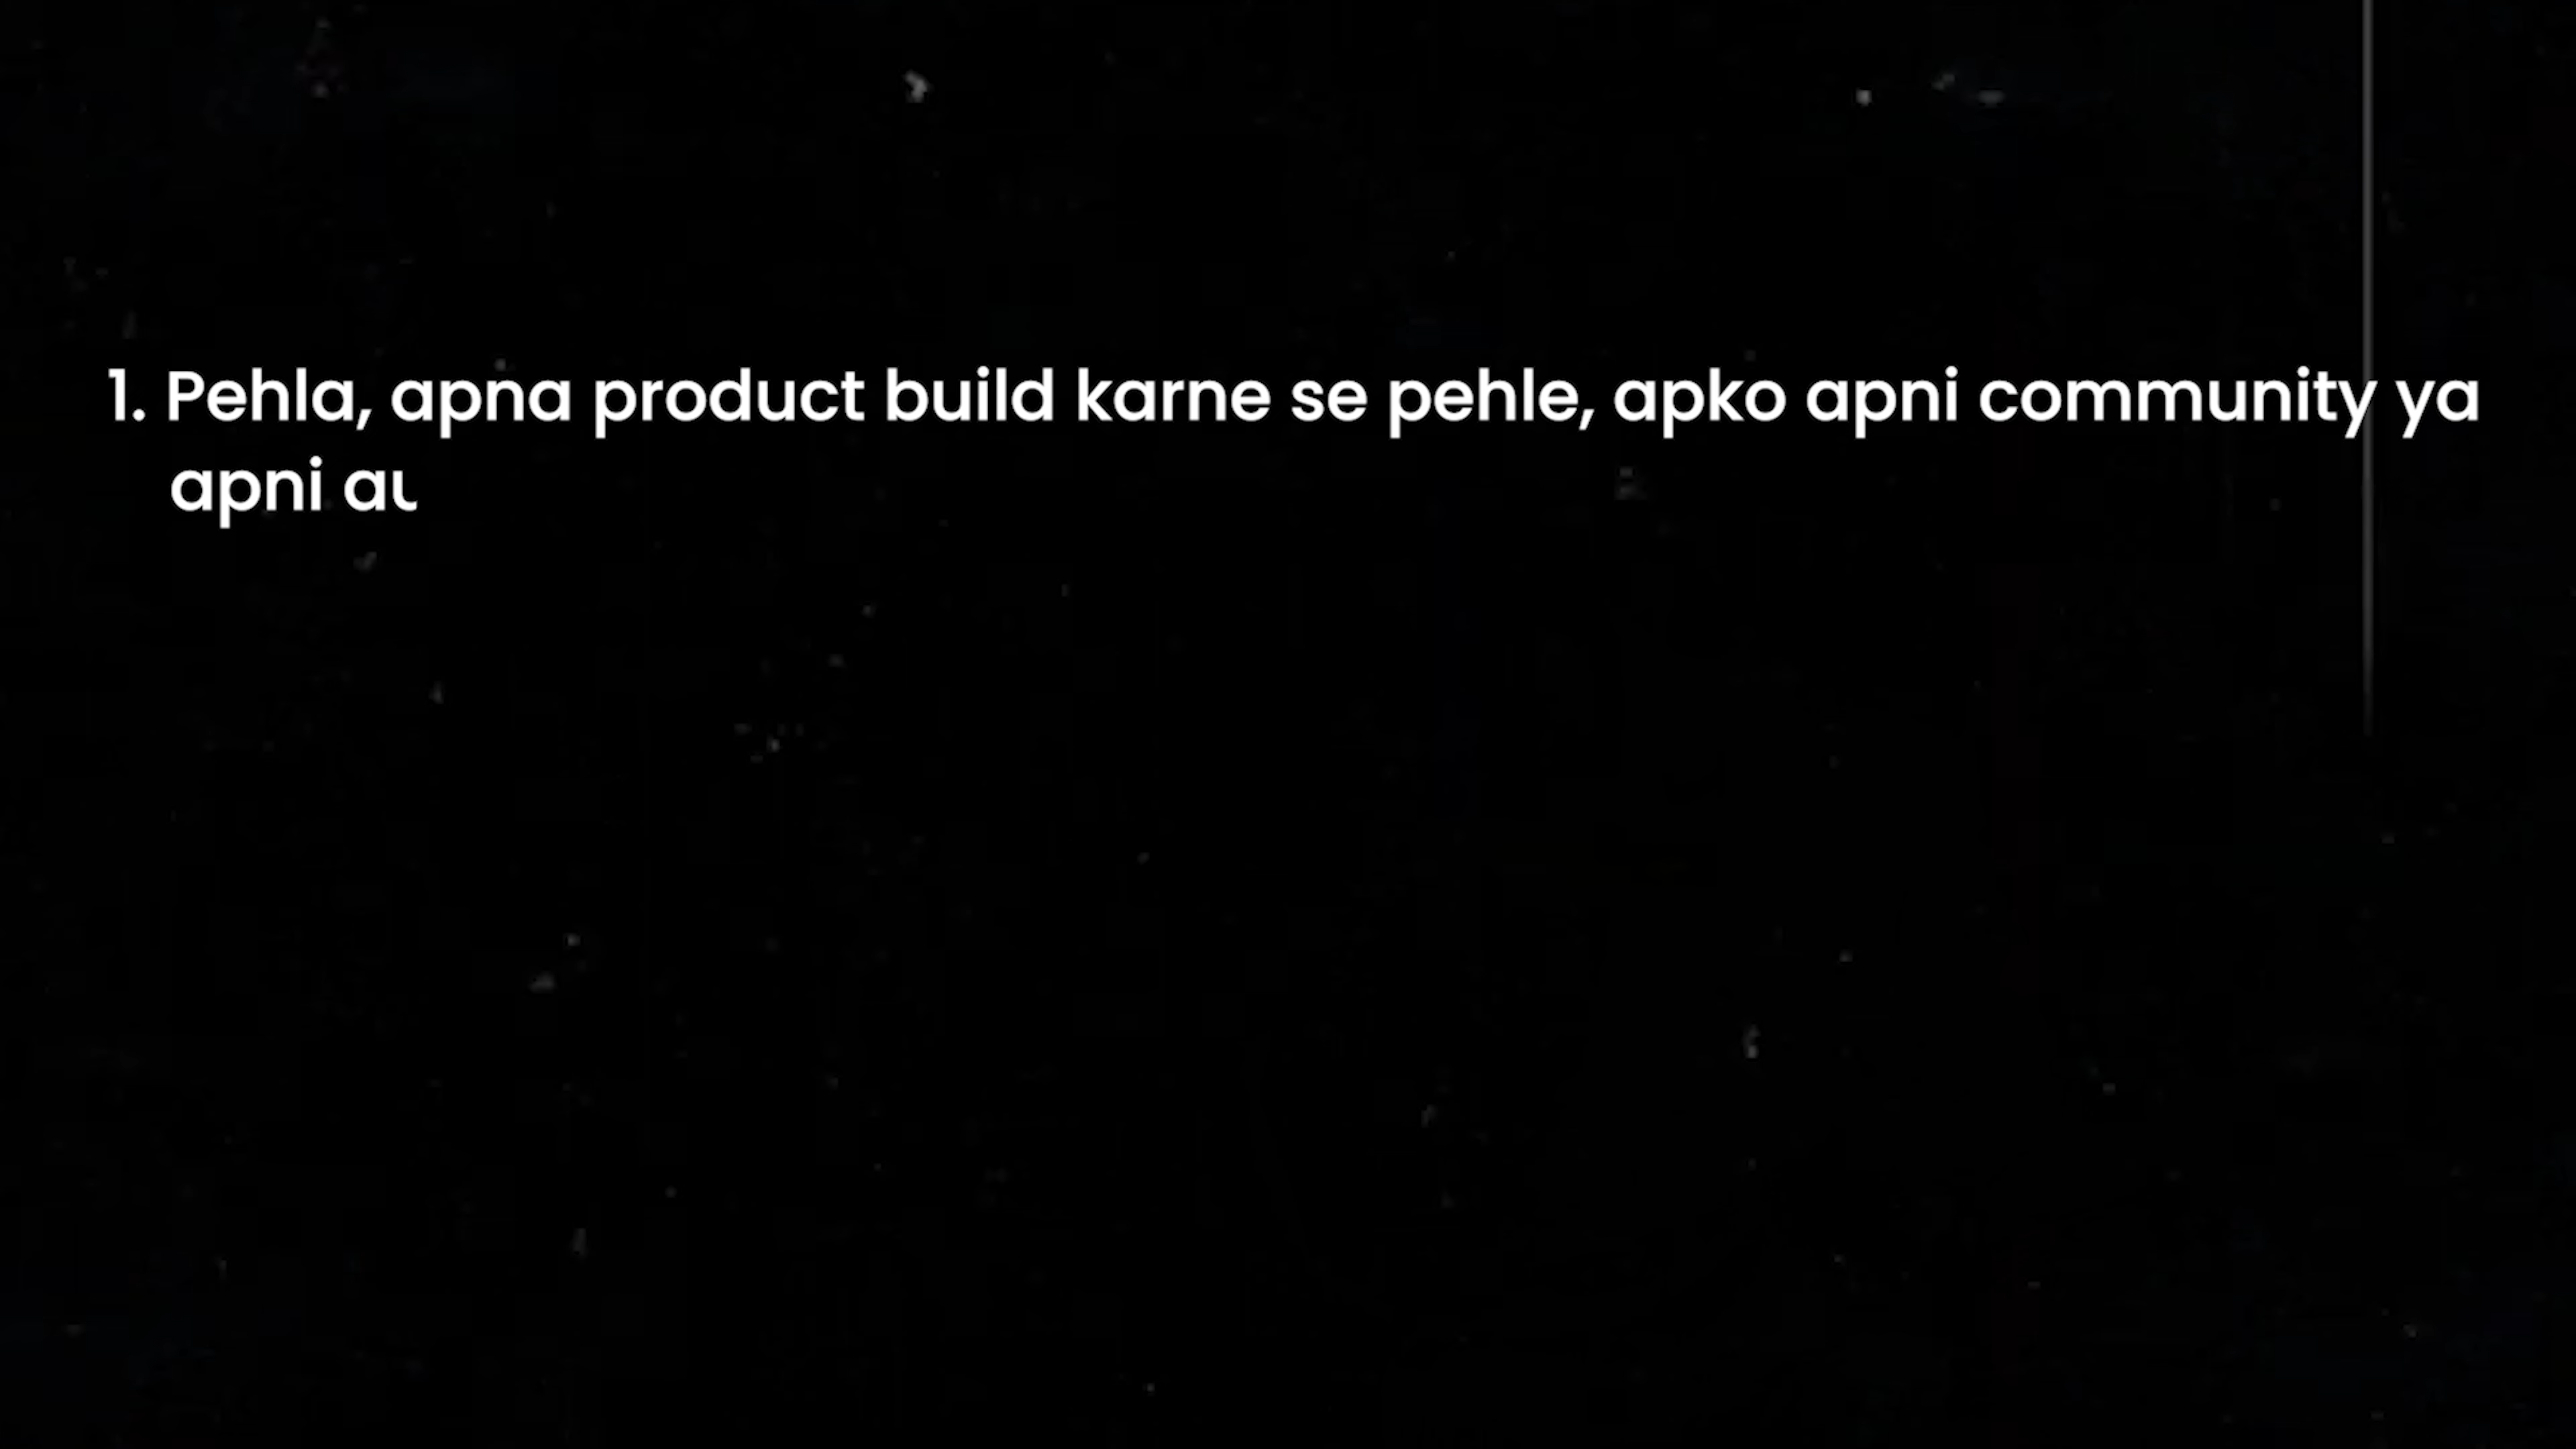 1. Pehla, apna product build karne se pehle, apko apni community ya
apni